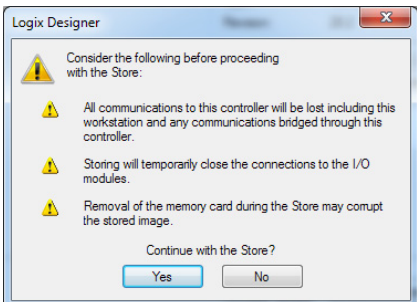 Logix Designer
Consider the following before proceeding
with the Store:
All communications to this controller will be lost including this
workstation and any communications bridged through this
controller.
Storing will temporarily close the connections to the I/O
modules.
Removal of the memory card during the Store may corrupt
the stored image.
Continue with the Store?
Yes
No